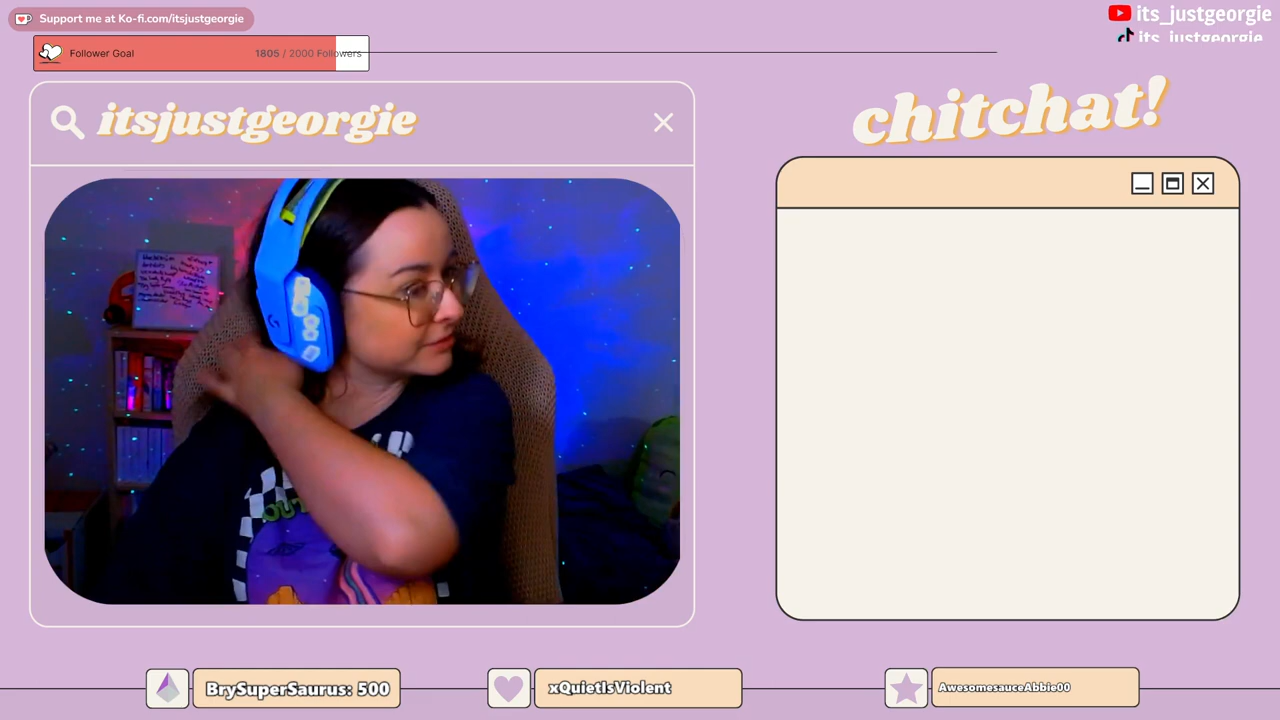 Support me at Ko-fi.com/itsjustgeorgie
its_justgeorgie
its_justgeorgie
Follower Goal
1805 / 2000 Followers
itsjustgeorgie
chitchat!
BrySuperSaurus: 500
xQuietIsViolent
AwesomesauceAbbie00